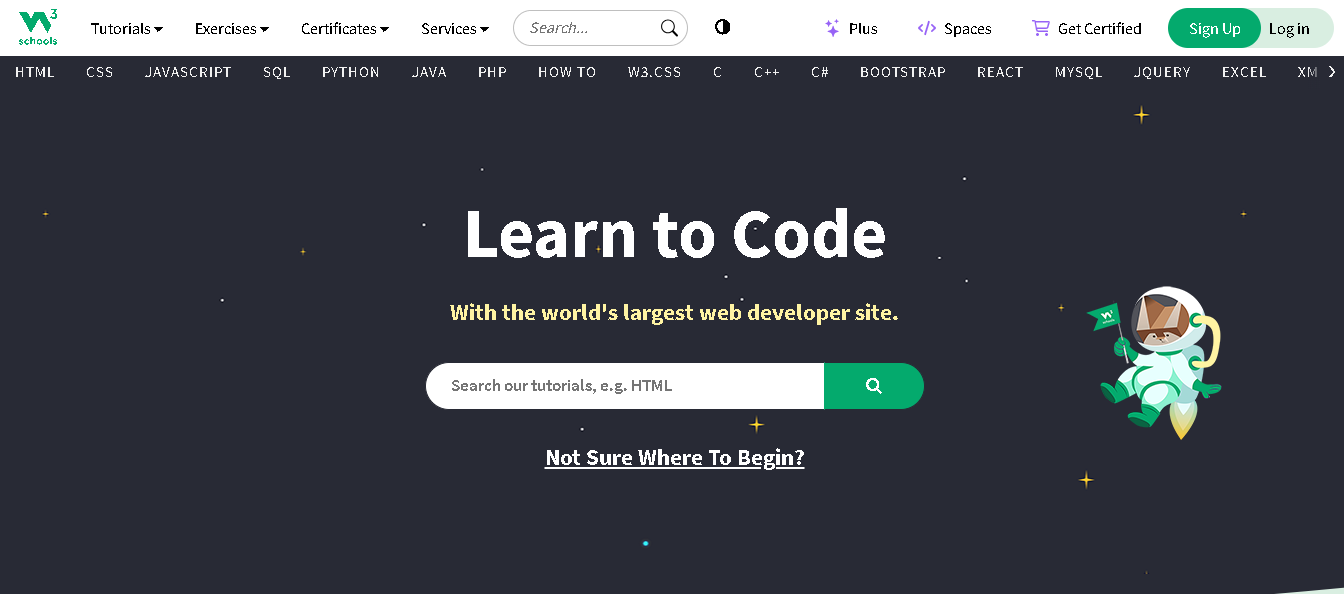 W3 schools
Tutorials Exercises Certificates Services Search... Plus Spaces Get Certified Sign Up Log in
HTML CSS JAVASCRIPT SQL PYTHON JAVA PHP HOW TO W3.CSS C C++ C# BOOTSTRAP REACT MYSQL JQUERY EXCEL XM
Learn to Code
With the world's largest web developer site.
Search our tutorials, e.g. HTML
Not Sure Where To Begin?